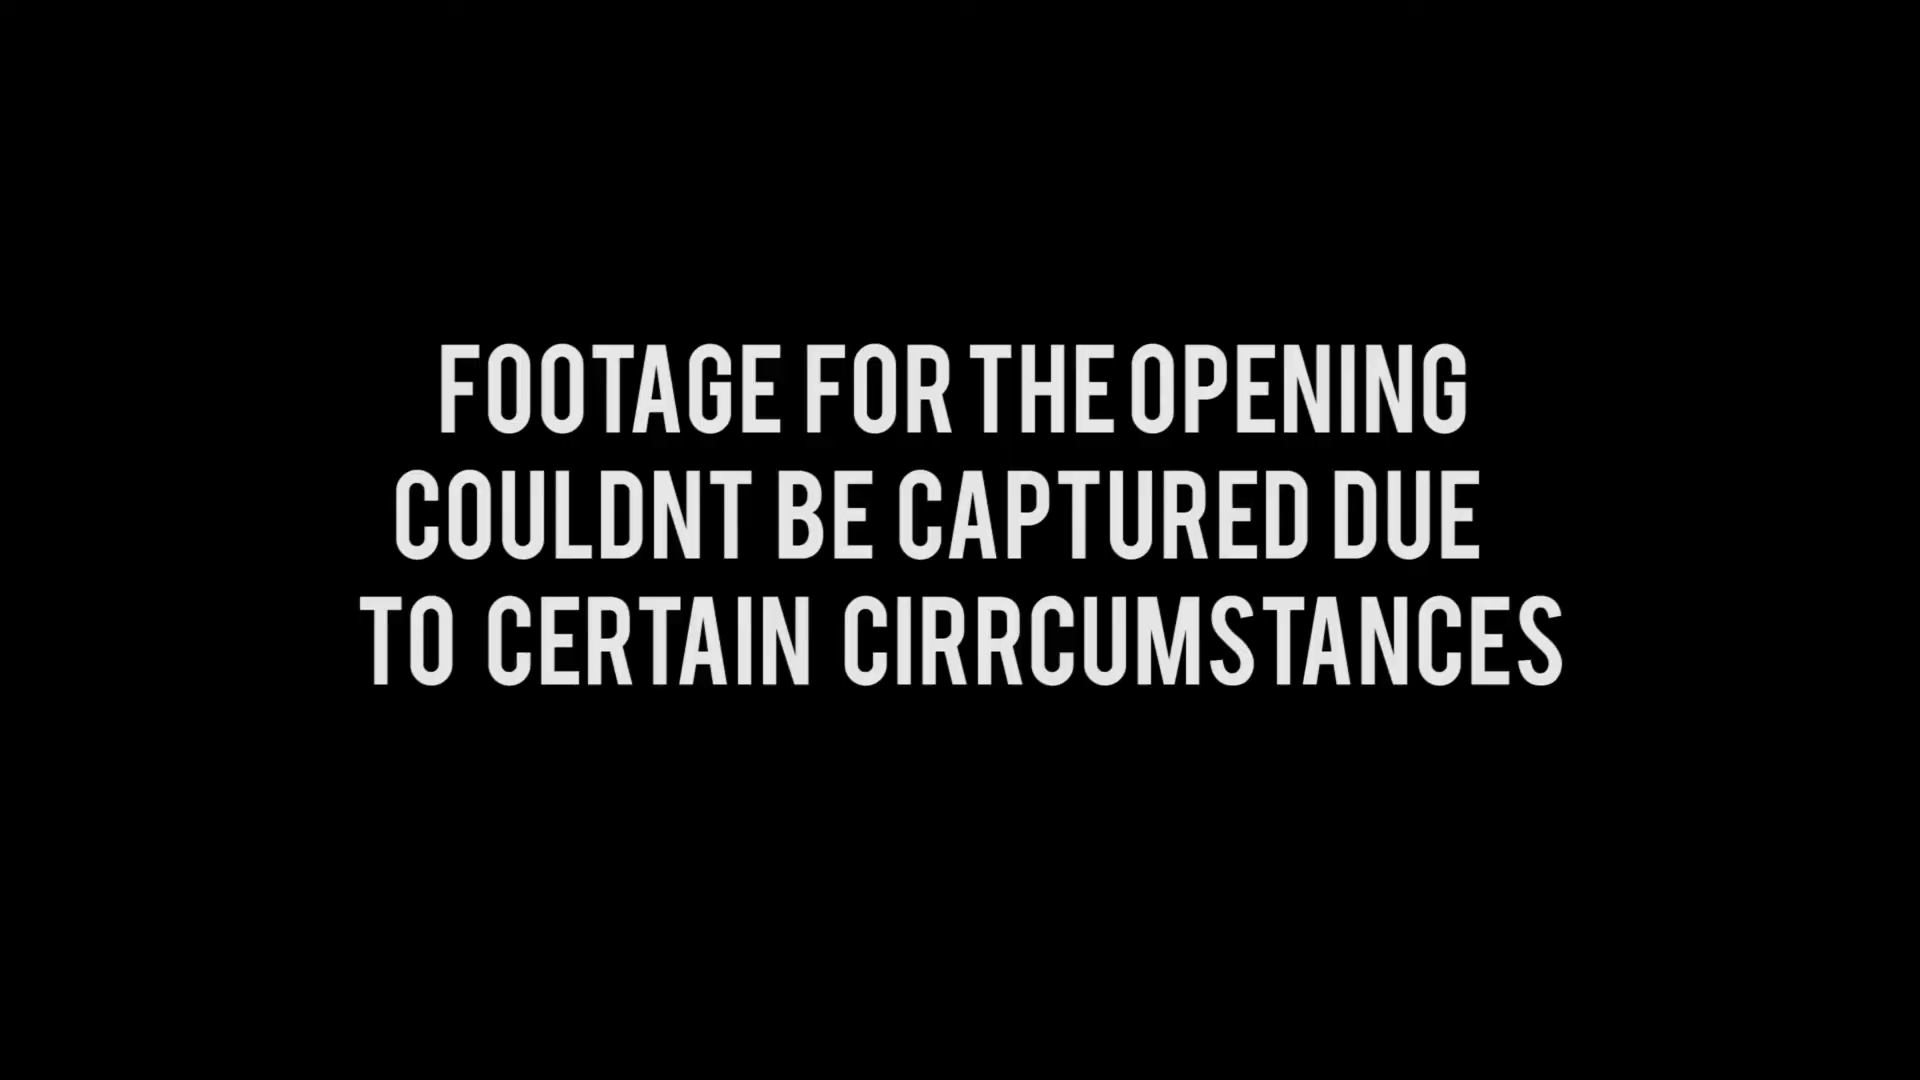 FOOTAGE FOR THE OPENING
COULDNT BE CAPTURED DUE
TO CERTAIN CIRRCUMSTANCES